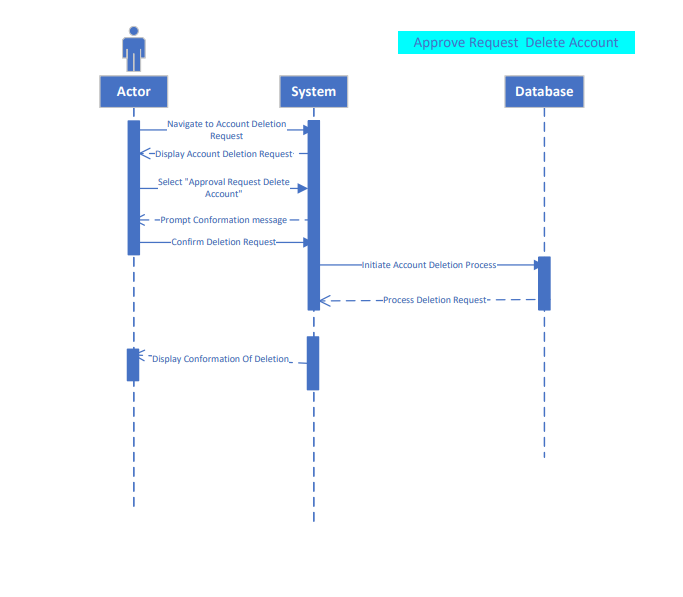 Approve Request  Delete Account
Actor
System
Database
Navigate to Account Deletion
Request
Display Account Deletion Request
Select "Approval Request Delete
Account"
Prompt Conformation message
Confirm Deletion Request
Initiate Account Deletion Process
Process Deletion Request
Display Conformation Of Deletion